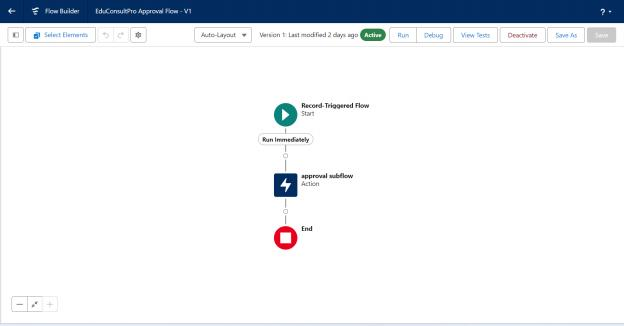 Flow Builder EduConsultPro Approval Flow - V1 ?
Select Elements Auto-Layout Version 1: Last modified 2 days ago Active Run Debug View Tests Deactivate Save As Save
Record-Triggered Flow
Start
Run Immediately
approval subflow
Action
End